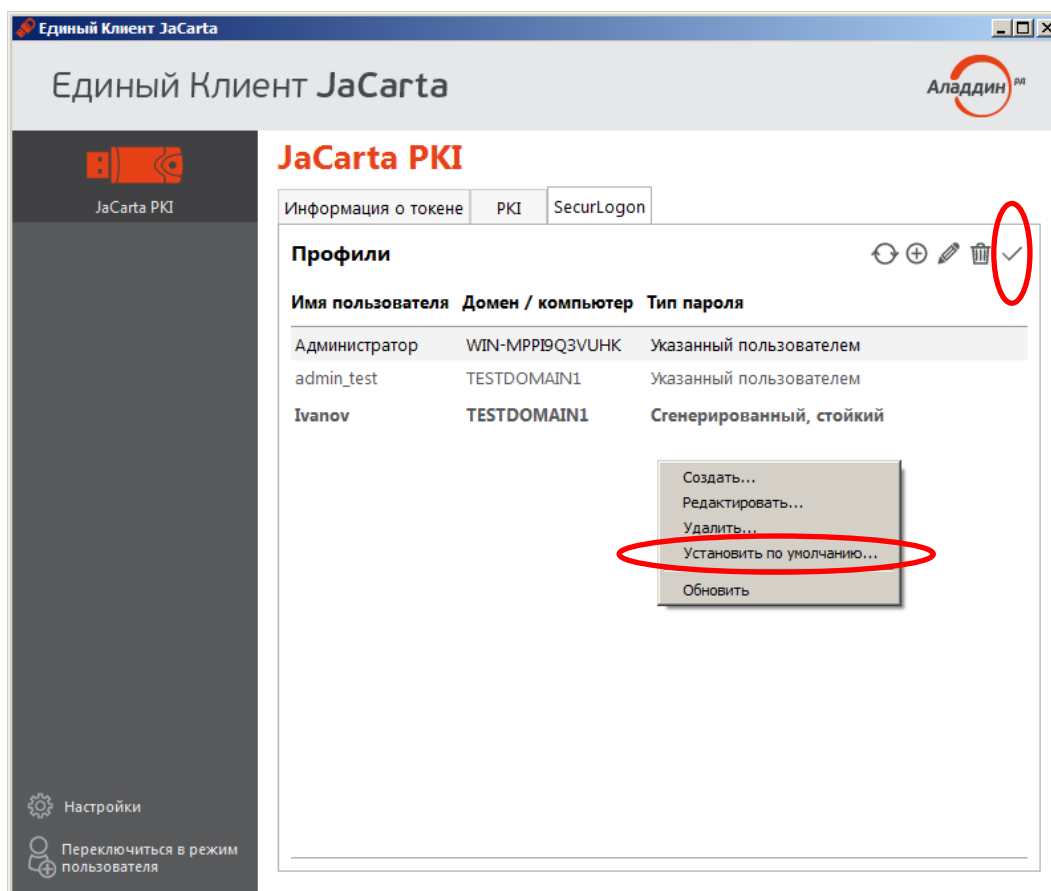 Единый Клиент JaCarta
Единый Клиент JaCarta
Аладдин РД
JaCarta PKI
JaCarta PKI
Информация о токене PKI SecurLogon
Профили
Имя пользователя Домен / компьютер Тип пароля
Администратор WIN-MPPI9Q3VUHK Указанный пользователем
admin_test TESTDOMAIN1 Указанный пользователем
Ivanov TESTDOMAIN1 Сгенерированный, стойкий
Создать...
Редактировать...
Удалить...
Установить по умолчанию...
Обновить
Настройки
Переключиться в режим
пользователя